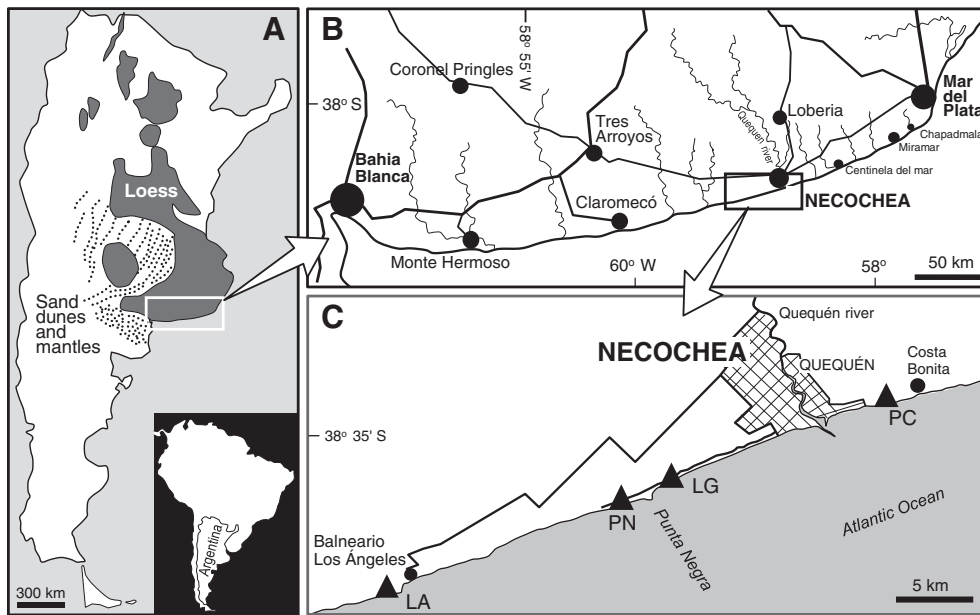 A
Loess
Sand
dunes
and
mantles
300 km
Argentina
B
58° 55' W
38° S
Coronel Pringles
Tres
Arroyos
Quequen river
Loberia
Mar
del
Plata
Chapadmalal
Miramar
Centinela del mar
Bahia
Blanca
Claromecó
NECOCHEA
Monte Hermoso
60° W
58°
50 km
C
Quequén river
NECOCHEA
QUEQUÉN
Costa
Bonita
PC
38° 35' S
LG
PN
Punta Negra
Atlantic Ocean
Balneario
Los Ángeles
LA
5 km